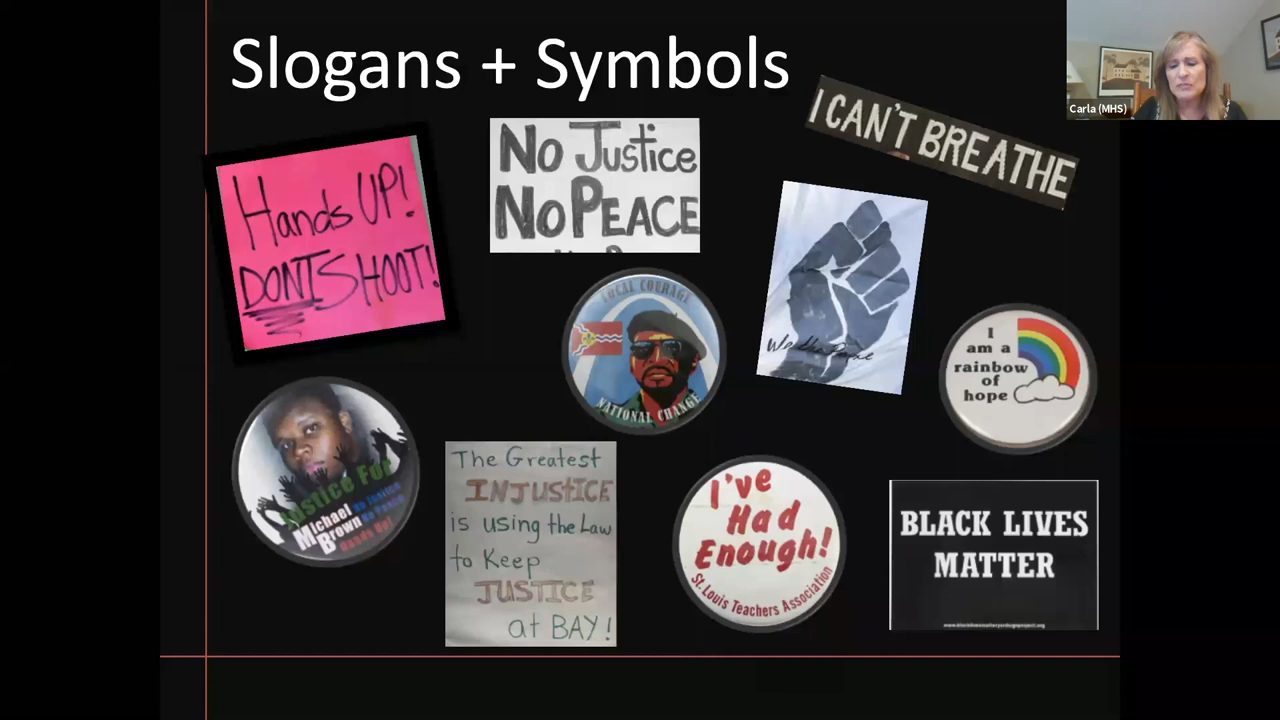 Slogans + Symbols
Carla (MHS)
Hands UP!
DONT SHOOT!
No Justice
No PEACE
I CAN'T BREATHE
LOCAL COURAGE
NATIONAL CHANGE
I
am a
rainbow
of
hope
Justice For
Michael No Justice
Brown No Peace
Hands Up!
The Greatest
INJUSTICE
is using the Law
to Keep
JUSTICE
at BAY!
I've
Had
Enough!
St. Louis Teachers Association
BLACK LIVES
MATTER